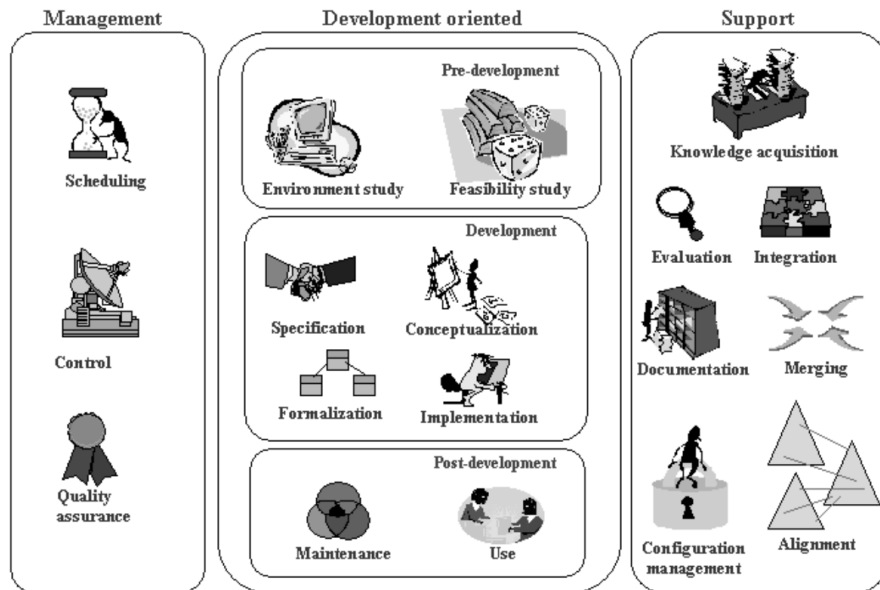 Management
Scheduling
Control
Quality
assurance
Development oriented
Pre-development
Environment study
Feasibility study
Development
Specification
Conceptualization
Formalization
Implementation
Post-development
Maintenance
Use
Support
Knowledge acquisition
Evaluation
Integration
Documentation
Merging
Configuration
management
Alignment